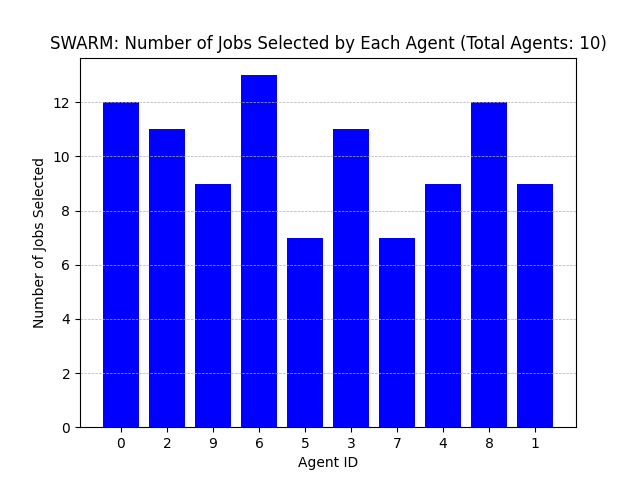 SWARM: Number of Jobs Selected by Each Agent (Total Agents: 10)
Number of Jobs Selected
12
10
8
6
4
2
0
0 2 9 6 5 3 7 4 8 1
Agent ID